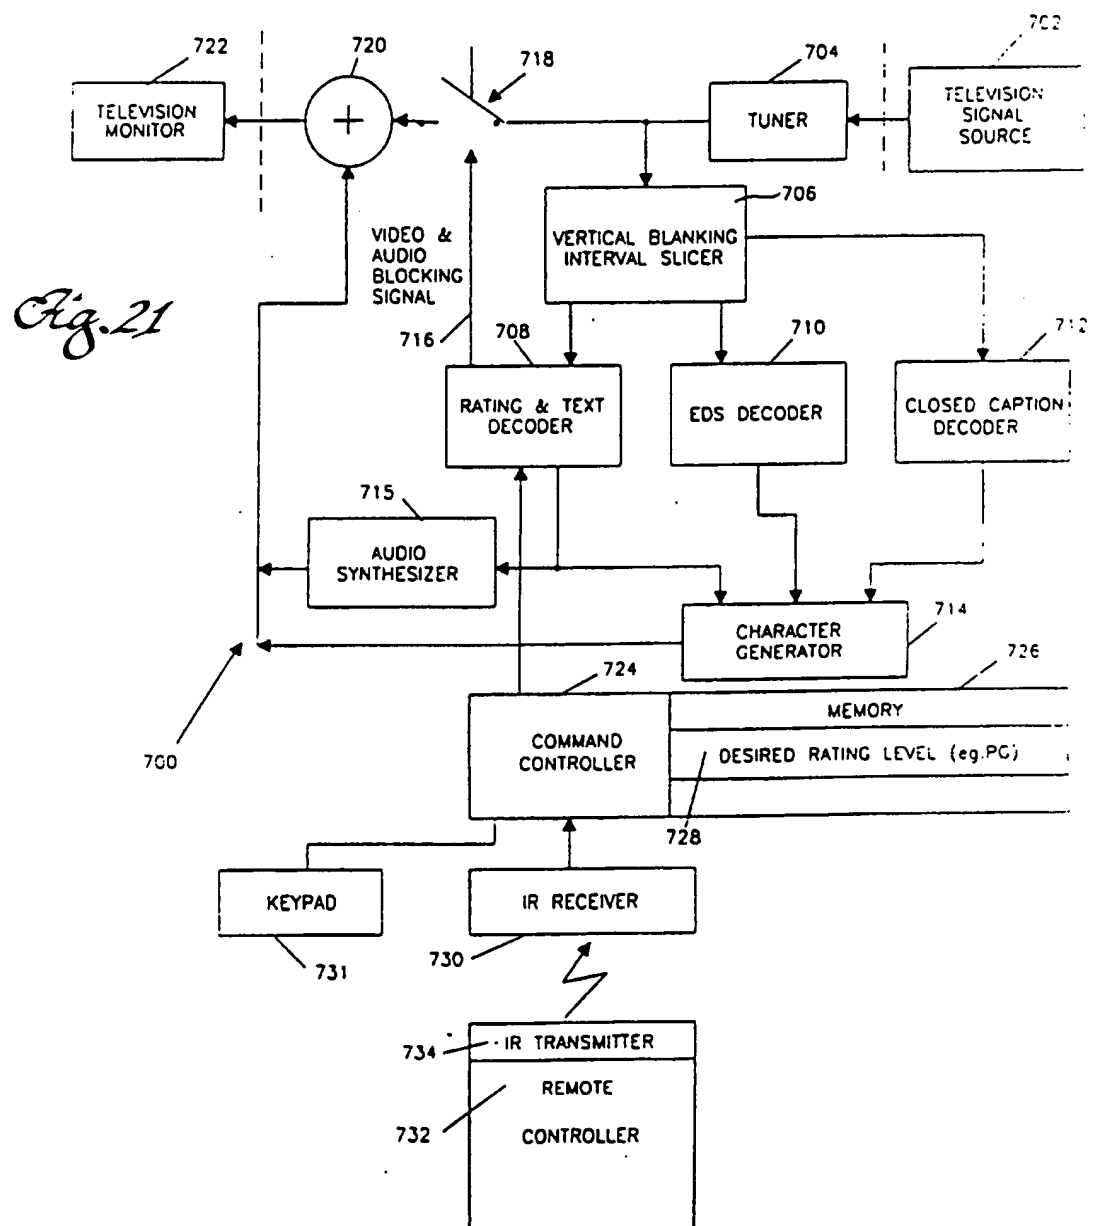 702
722
720
718
704
TELEVISION
MONITOR
+
TUNER
TELEVISION
SIGNAL
SOURCE
706
VIDEO &
AUDIO
BLOCKING
SIGNAL
VERTICAL BLANKING
INTERVAL SLICER
Fig. 21
716
708
710
712
RATING & TEXT
DECODER
EDS DECODER
CLOSED CAPTION
DECODER
715
AUDIO
SYNTHESIZER
CHARACTER
GENERATOR
714
724
726
700
COMMAND
CONTROLLER
MEMORY
DESIRED RATING LEVEL (eg.PG)
728
KEYPAD
IR RECEIVER
731
730
734
IR TRANSMITTER
REMOTE
CONTROLLER
732